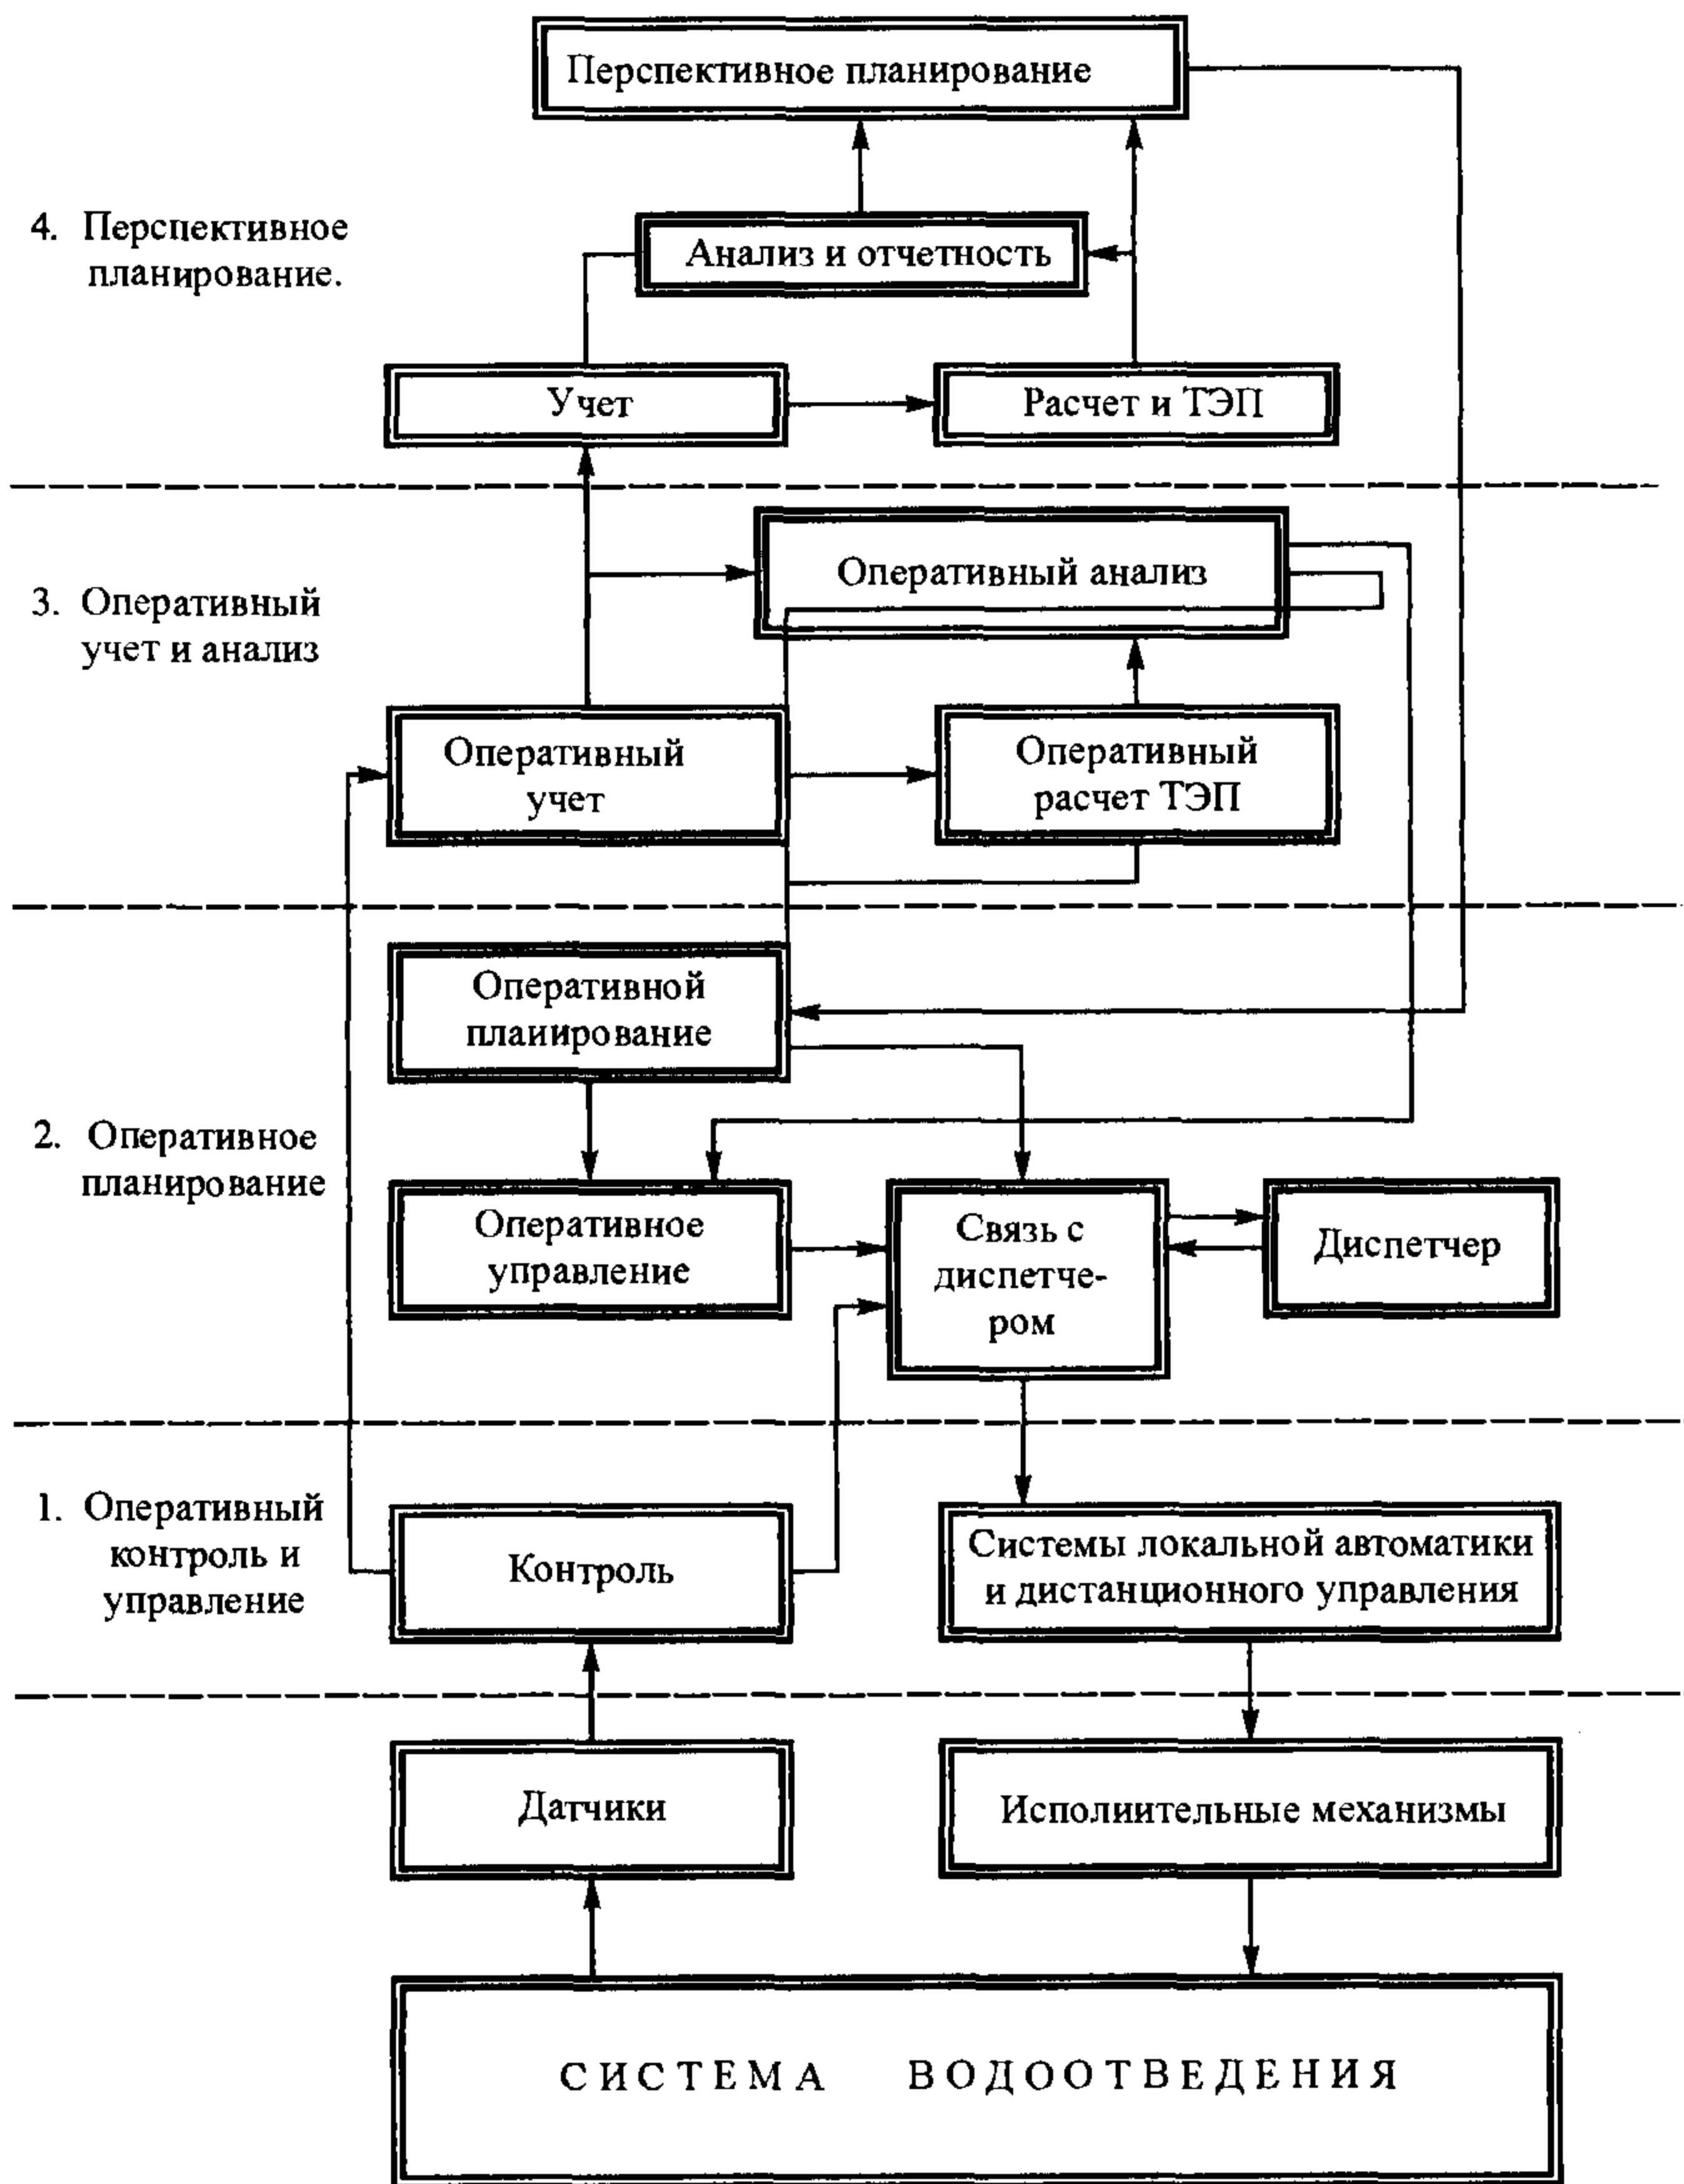 Перспективное планирование
4. Перспективное
планирование.
Анализ и отчетность
Учет
Расчет и ТЭП
3. Оперативный
учет и анализ
Оперативный анализ
Оперативный
учет
Оперативный
расчет ТЭП
Оперативной
плаиирование
2. Оперативное
планирование
Оперативное
управление
Связь с
диспетче-
ром
Диспетчер
1. Оперативный
контроль и
управление
Контроль
Системы локальной автоматики
и дистанционного управления
Датчики
Исполиительные механизмы
СИСТЕМА ВОДООТВЕДЕНИЯ